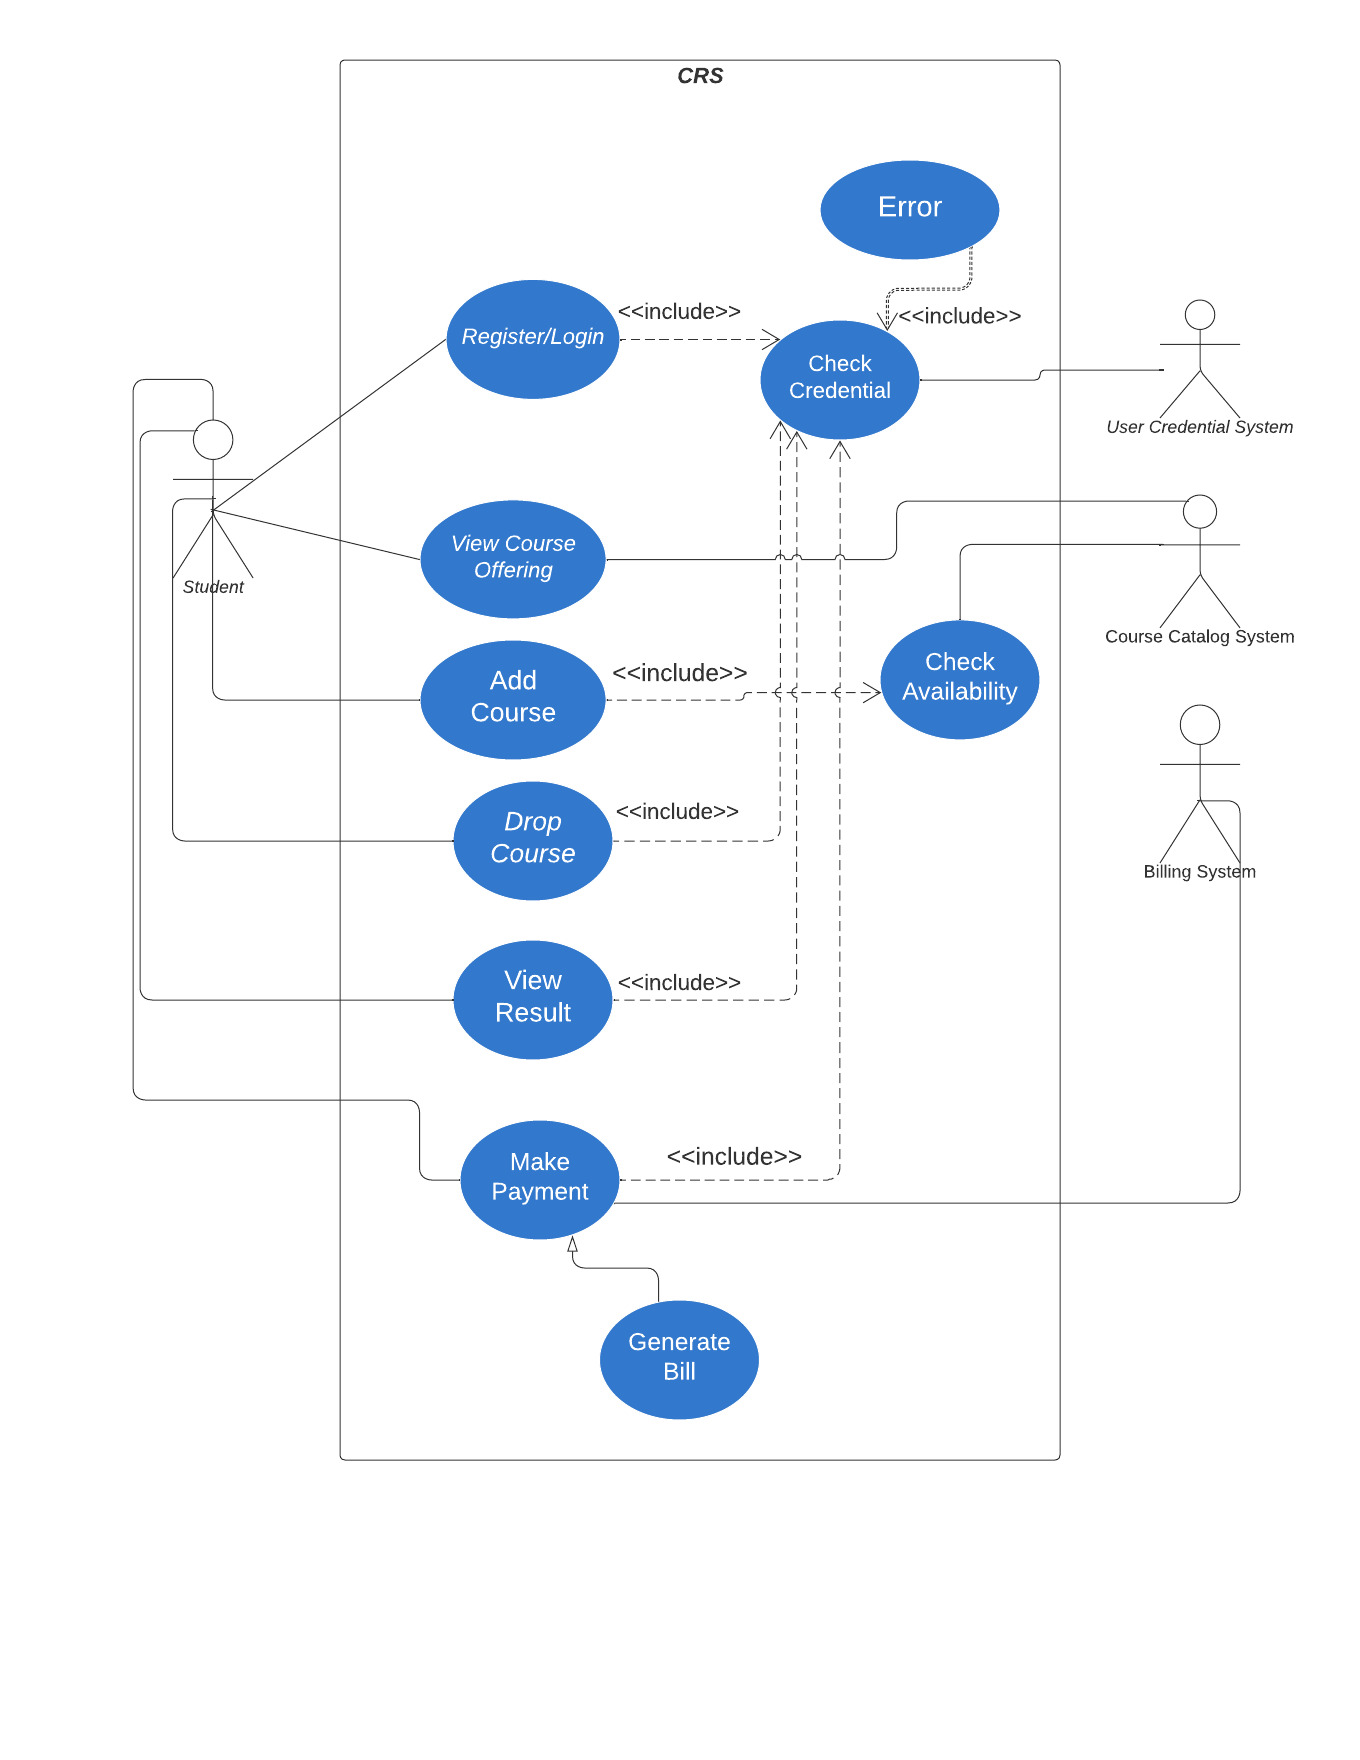 CRS
Error
<<include>>
Register/Login
<<include>>
Check
Credential
User Credential System
View Course
Offering
Student
Course Catalog System
Add
Course
<<include>>
Check
Availability
Drop
Course
<<include>>
Billing System
View
Result
<<include>>
Make
Payment
<<include>>
Generate
Bill